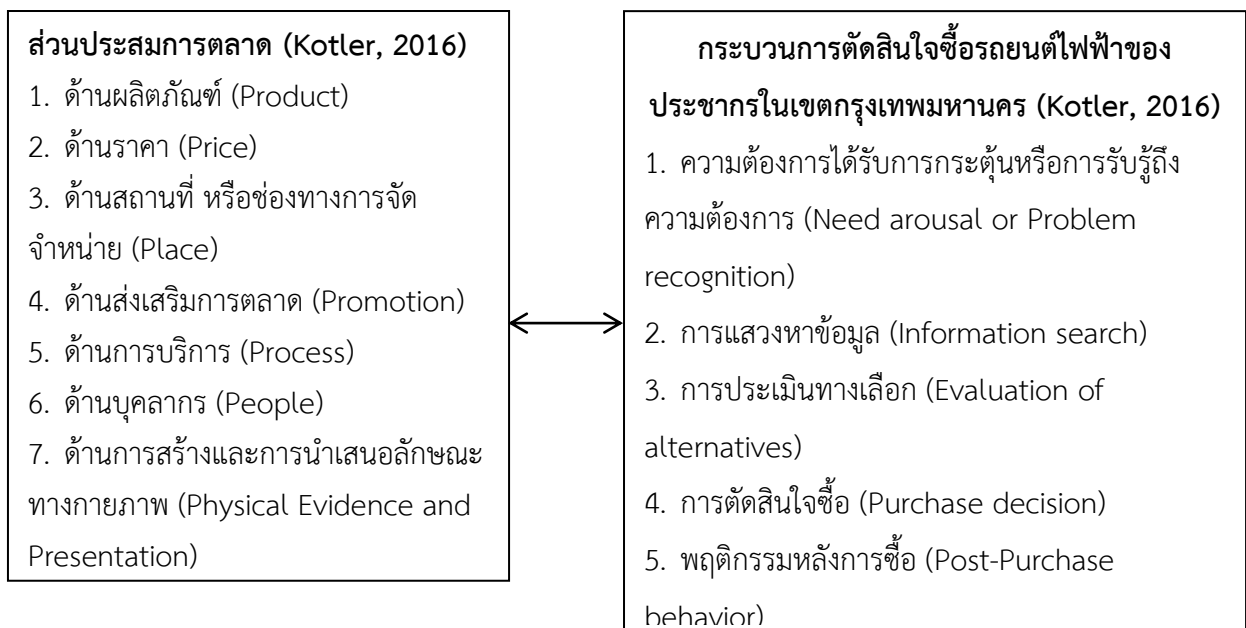 ส่วนประสมการตลาด (Kotler, 2016)
1. ด้านผลิตภัณฑ์ (Product)
2. ด้านราคา (Price)
3. ด้านสถานที่ หรือช่องทางการจัด
จำหน่าย (Place)
4. ด้านส่งเสริมการตลาด (Promotion)
5. ด้านการบริการ (Process)
6. ด้านบุคลากร (People)
7. ด้านการสร้างและการนำเสนอลักษณะ
ทางกายภาพ (Physical Evidence and
Presentation)
กระบวนการตัดสินใจซื้อรถยนต์ไฟฟ้าของ
ประชากรในเขตกรุงเทพมหานคร (Kotler, 2016)
1. ความต้องการได้รับการกระตุ้นหรือการรับรู้ถึง
ความต้องการ (Need arousal or Problem
recognition)
2. การแสวงหาข้อมูล (Information search)
3. การประเมินทางเลือก (Evaluation of
alternatives)
4. การตัดสินใจซื้อ (Purchase decision)
5. พฤติกรรมหลังการซื้อ (Post-Purchase
behavior)